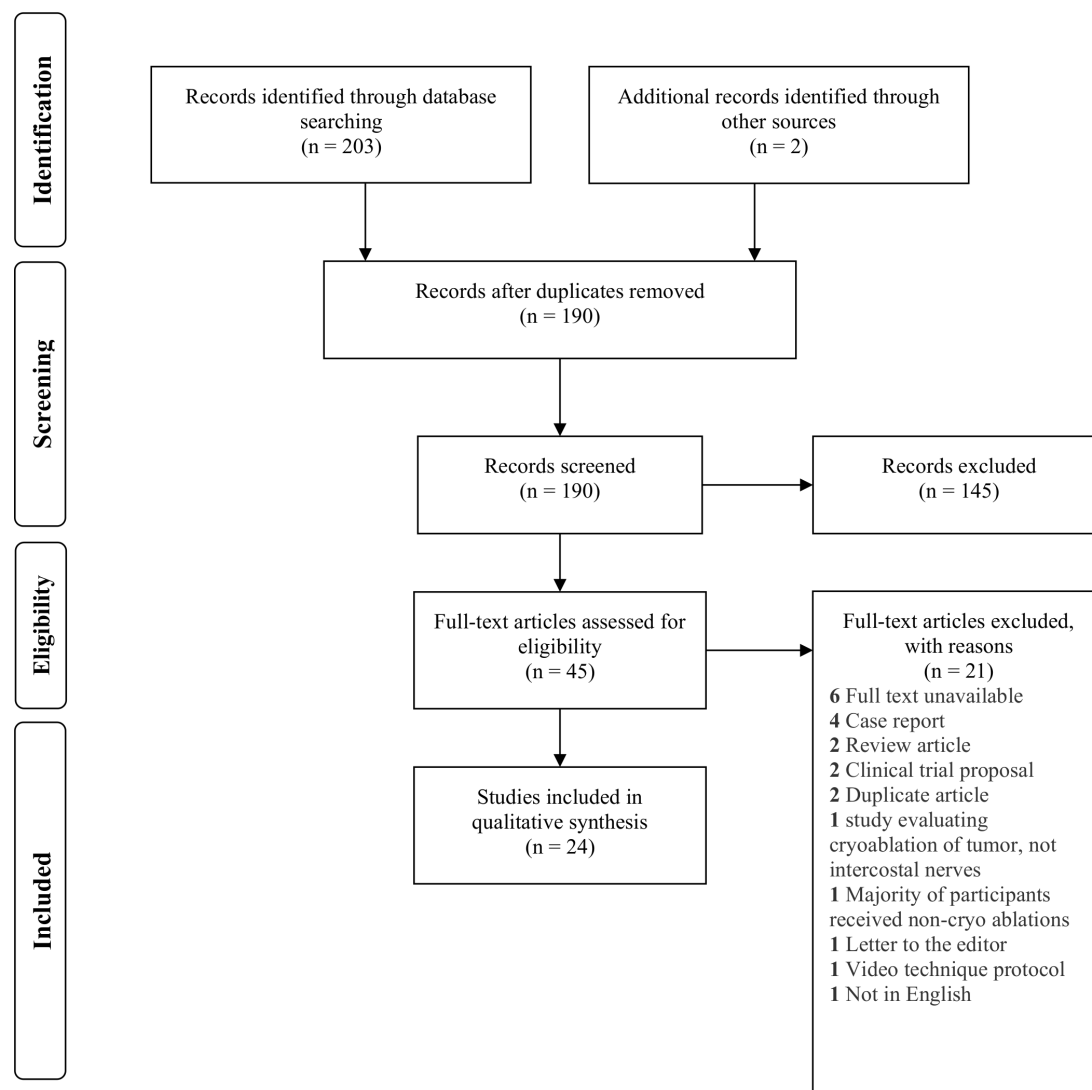 Identification
Records identified through database
searching
(n = 203)
Additional records identified through
other sources
(n = 2)
Screening
Records after duplicates removed
(n = 190)
Records screened
(n = 190)
Records excluded
(n = 145)
Eligibility
Full-text articles assessed for
eligibility
(n = 45)
Full-text articles excluded,
with reasons
(n = 21)
6 Full text unavailable
4 Case report
2 Review article
2 Clinical trial proposal
2 Duplicate article
1 study evaluating
cryoablation of tumor, not
intercostal nerves
1 Majority of participants
received non-cryo ablations
1 Letter to the editor
1 Video technique protocol
1 Not in English
Included
Studies included in
qualitative synthesis
(n = 24)